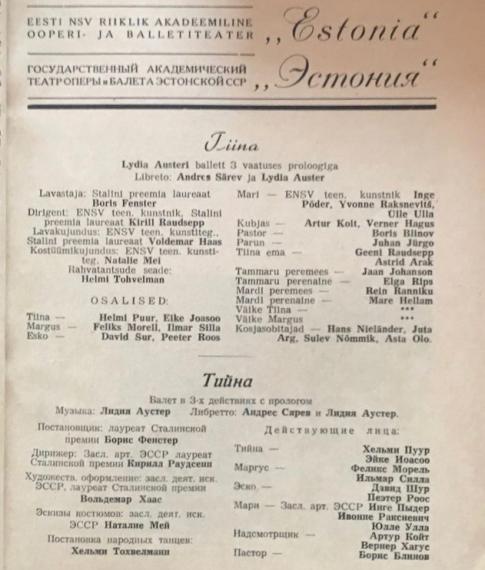 EESTI NSV RIIKLIK AKADEEMILINE
OOPERI- JA BALLETITEATER
„Estonia“
ГОСУДАРСТВЕННЫЙ АКАДЕМИЧЕСКИЙ
ТЕАТР ОПЕРЫ и БАЛЕТА ЭСТОНСКОЙ ССР
„Эстония“
Tiina
Lydia Austeri ballett 3 vaatuses proloogiga
Libreto: Andres Särev ja Lydia Auster
Lavastaja: Stalini preemia laureaat
Boris Fenster
Dirigent: ENSV teen. kunstnik, Stalini
preemia laureaat Kirill Raudsepp
Lavakujundus: ENSV teen. kunstiteg.,
Stalini preemia laureat Voldemar Haas
Kostüümikujundus: ENSV teen. kunsti-
teg. Natalie Mei
Rahvatantsude seade:
Helmi Tohvelman
OSALISED:
Tiina — Helmi Puur, Eike Joasoo
Margus — Feliks Morell, Ilmar Silla
Esko — David Šur, Peeter Roos
Mari — ENSV teen. kunstnik Inge
Põder, Yvonne Raksnevitš,
Ülle Ulla
Kubjas — Artur Koit, Verner Hagus
Pastor — Boris Blinov
Parun — Juhan Jürgo
Tiina ema — Geeni Raudsepp
Astrid Arak
Tammaru peremees — Jaan Johanson
Tammaru perenaine — Elga Rips
Mardi peremees — Rein Ranniku
Mardi perenaine — Mare Hellam
Väike Tiina — ***
Väike Margus ***
Kosjasobitajad — Hans Nieländer, Juta
Arg, Sulev Nõmmik, Asta Olo.
Тийна
Балет в 3-х действиях с прологом
Музыка: Лидия Аустер Либретто: Андрес Сярев и Лидия Аустер.
Постановщик: лауреат Сталинской
премии Борис Фенстер
Дирижер: Засл. арт. ЭССР лауреат
Сталинской премии Кирилл Раудсепп
Художеств. оформление: засл. деят. иск.
ЭССР, лауреат Сталинской премии
Вольдемар Хаас
Эскизы костюмов: засл. деят. иск.
ЭССР Наталие Мей
Постановка народных танцев:
Хельми Тохвелманн
Действующие лица:
Тийна — Хельми Пуур
Эйке Иоасоо
Маргус — Феликс Морель
Ильмар Силла
Эско — Давид Шур
Пеэтер Роос
Мари — Засл. арт. ЭССР Инге Пыдер
Ивонне Раксневич
Юлле Улла
Надсмотрщик — Артур Койт
Вернер Хагус
Пастор — Борис Блинов